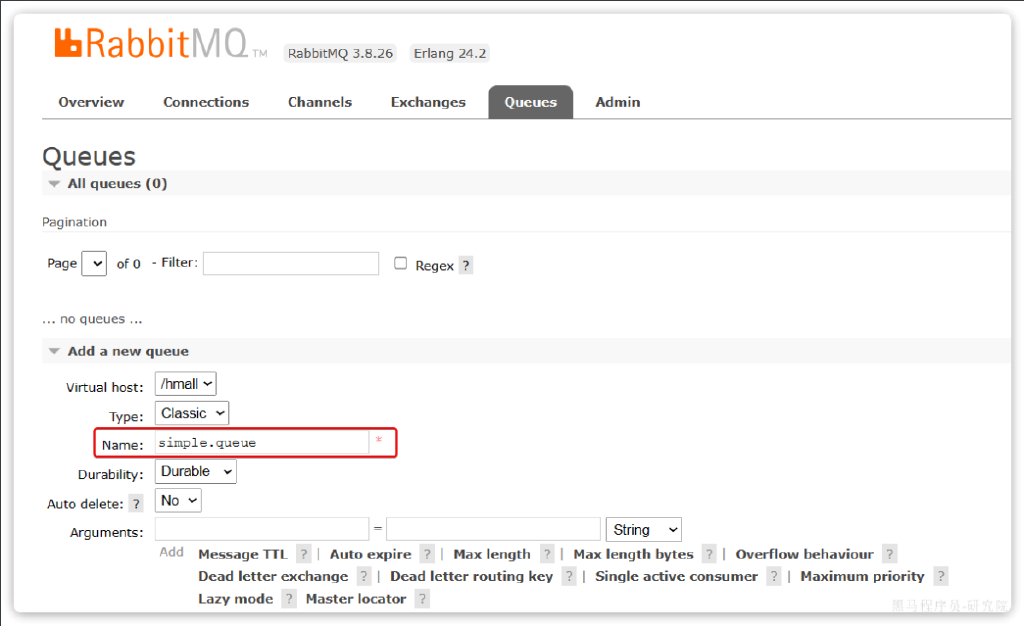 RabbitMQ TM RabbitMQ 3.8.26 Erlang 24.2
Overview Connections Channels Exchanges Queues Admin
Queues
All queues (0)
Pagination
Page of 0 - Filter: Regex ?
... no queues ...
Add a new queue
Virtual host: /hmall
Type: Classic
Name: simple.queue *
Durability: Durable
Auto delete: ? No
Arguments: = String
Add Message TTL ? | Auto expire ? | Max length ? | Max length bytes ? | Overflow behaviour ?
Dead letter exchange ? | Dead letter routing key ? | Single active consumer ? | Maximum priority ?
Lazy mode ? Master locator ?
黑马程序员-研究院